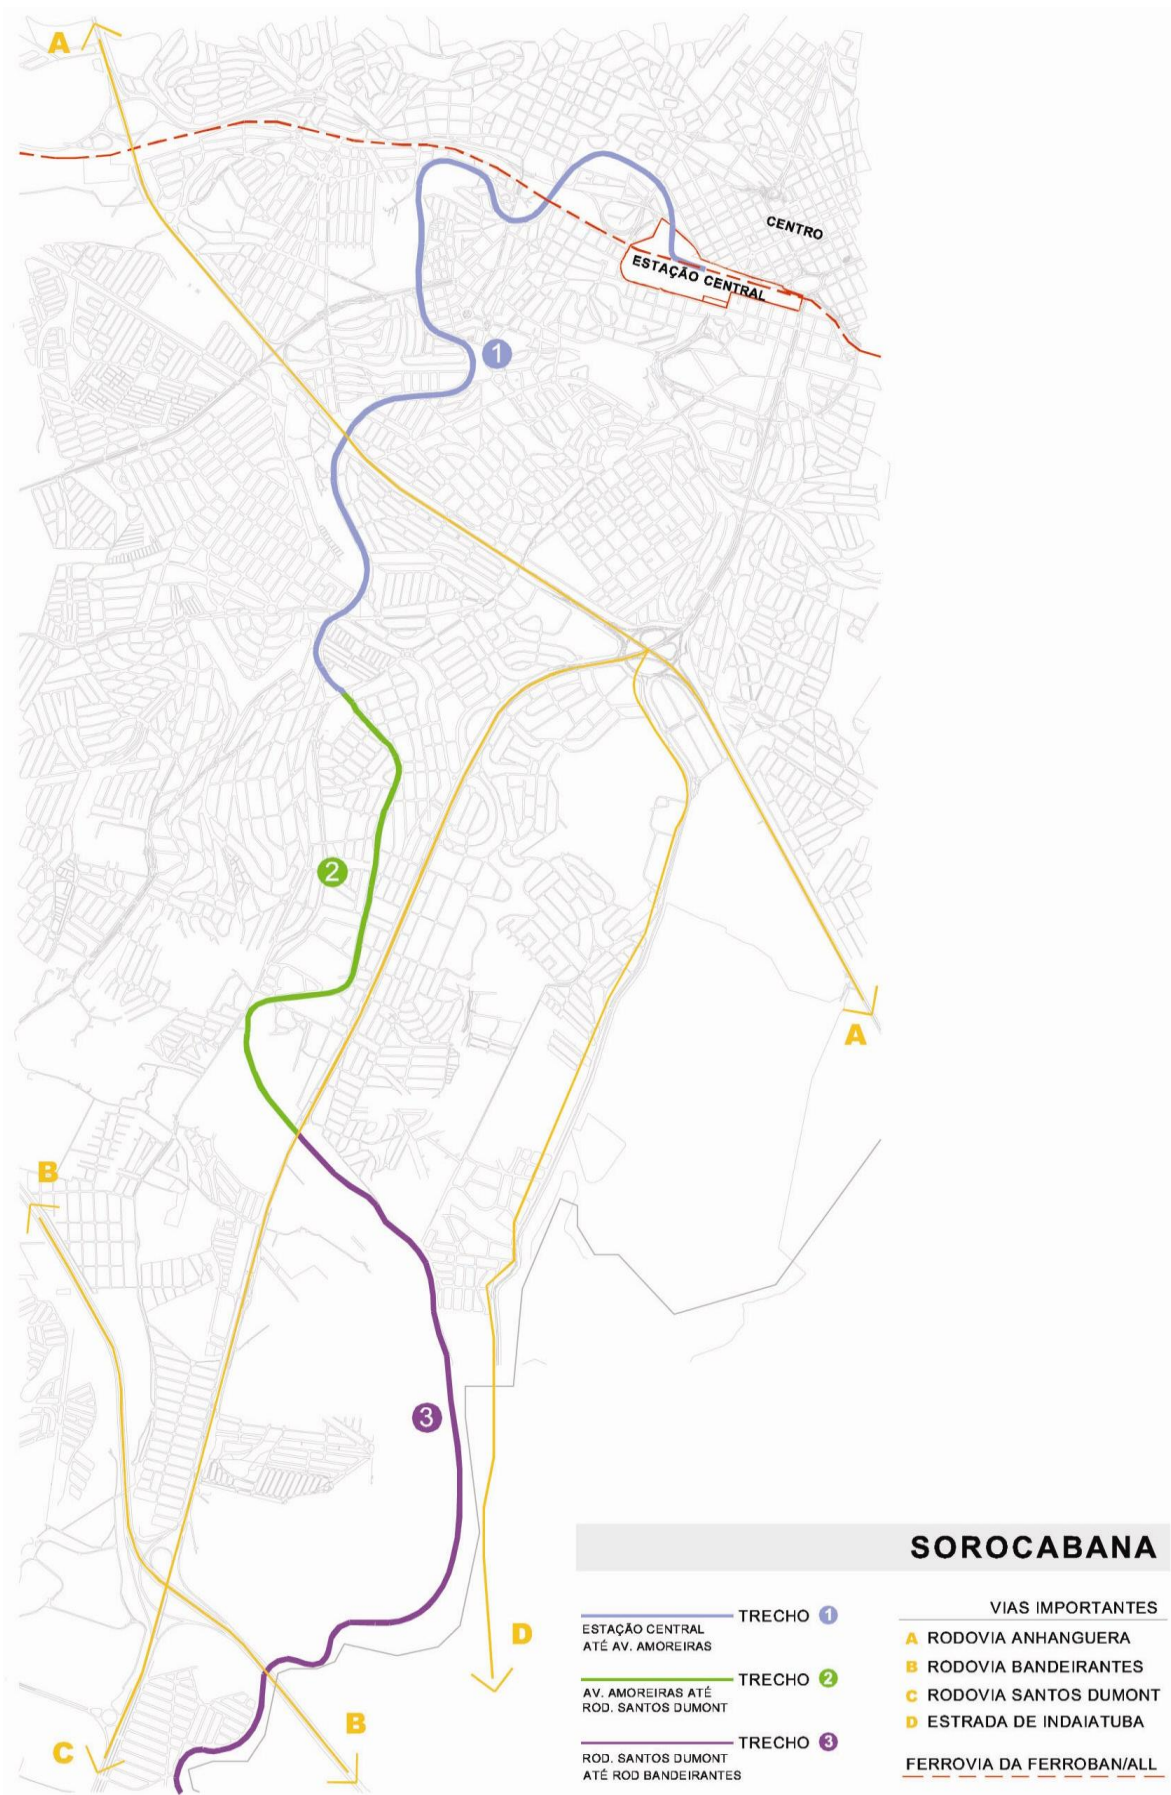 A
CENTRO
ESTAÇÃO CENTRAL
1
2
A
B
3
D
B
C
SOROCABANA
TRECHO 1
ESTAÇÃO CENTRAL
ATÉ AV. AMOREIRAS
TRECHO 2
AV. AMOREIRAS ATÉ
ROD. SANTOS DUMONT
TRECHO 3
ROD. SANTOS DUMONT
ATÉ ROD BANDEIRANTES
VIAS IMPORTANTES
A RODOVIA ANHANGUERA
B RODOVIA BANDEIRANTES
C RODOVIA SANTOS DUMONT
D ESTRADA DE INDAIATUBA
FERROVIA DA FERROBAN/ALL